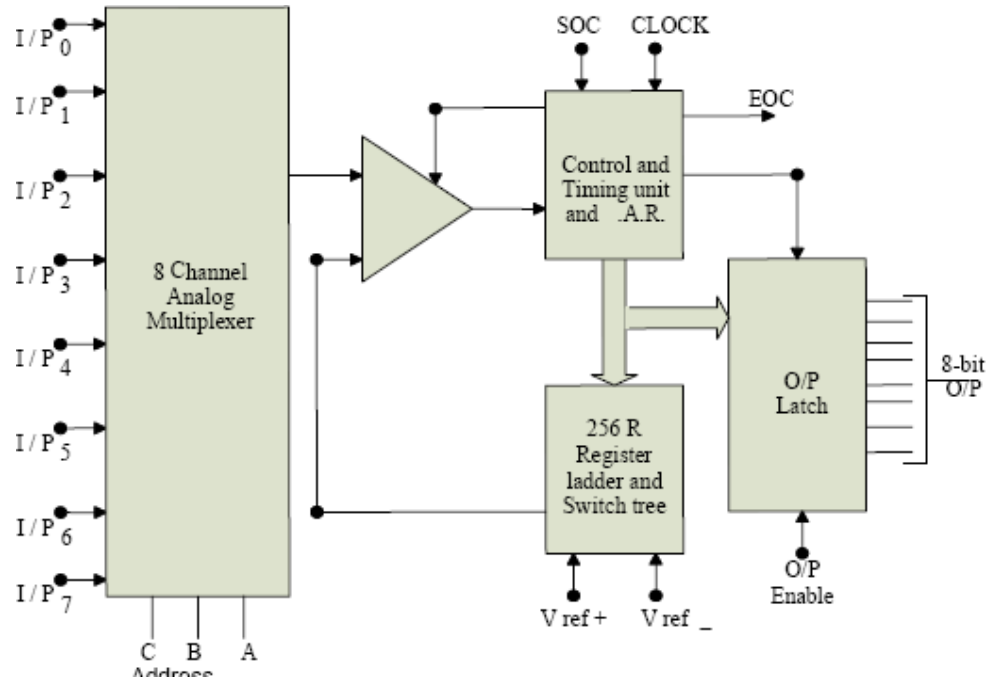 SOC CLOCK
I/P0
I/P1
I/P2
I/P3
I/P4
I/P5
I/P6
I/P7
8 Channel
Analog
Multiplexer
C B A
Address
EOC
Control and
Timing unit
and .A.R.
256 R
Register
ladder and
Switch tree
V ref + V ref _
O/P
Latch
8-bit
O/P
O/P
Enable